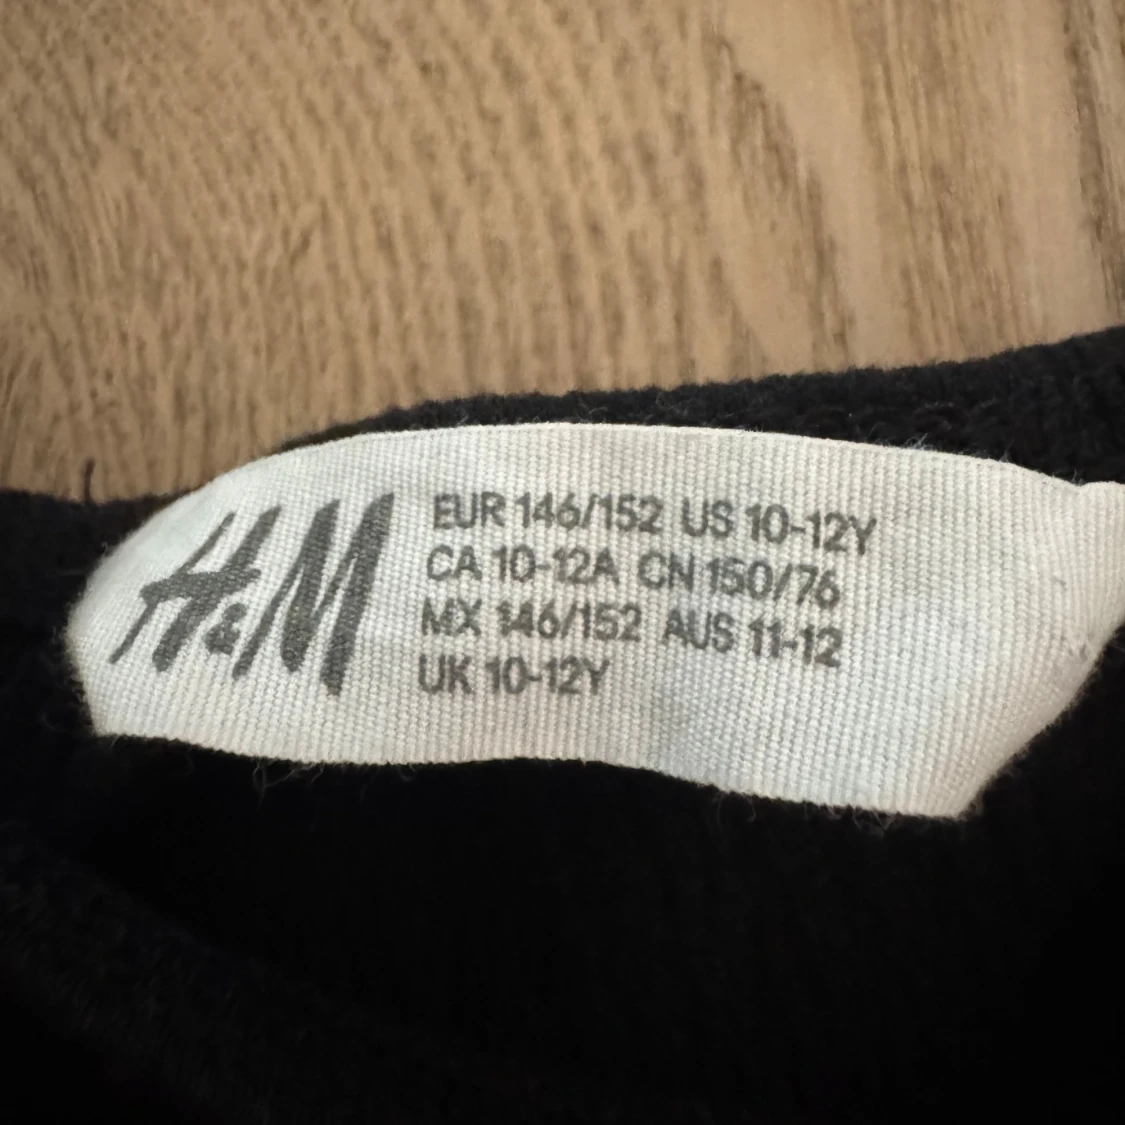 H&M
EUR 146/152 US 10-12Y
CA 10-12A CN 150/76
MX 146/152 AUS 11-12
UK 10-12Y